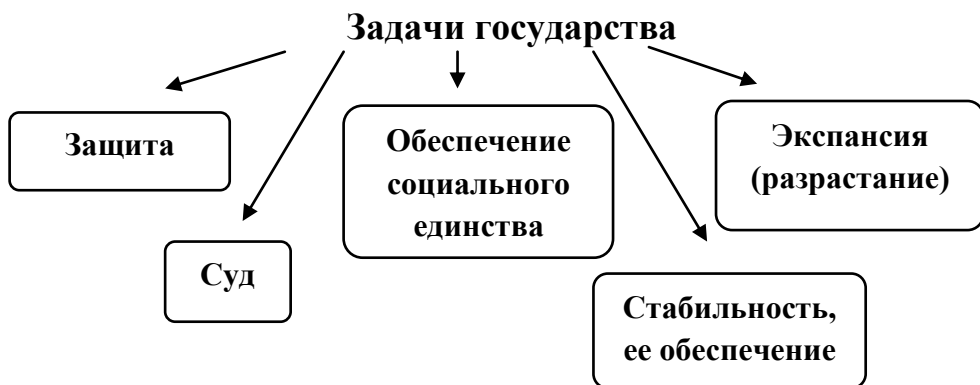 Задачи государства
Защита
Суд
Обеспечение
социального
единства
Стабильность,
ее обеспечение
Экспансия
(разрастание)